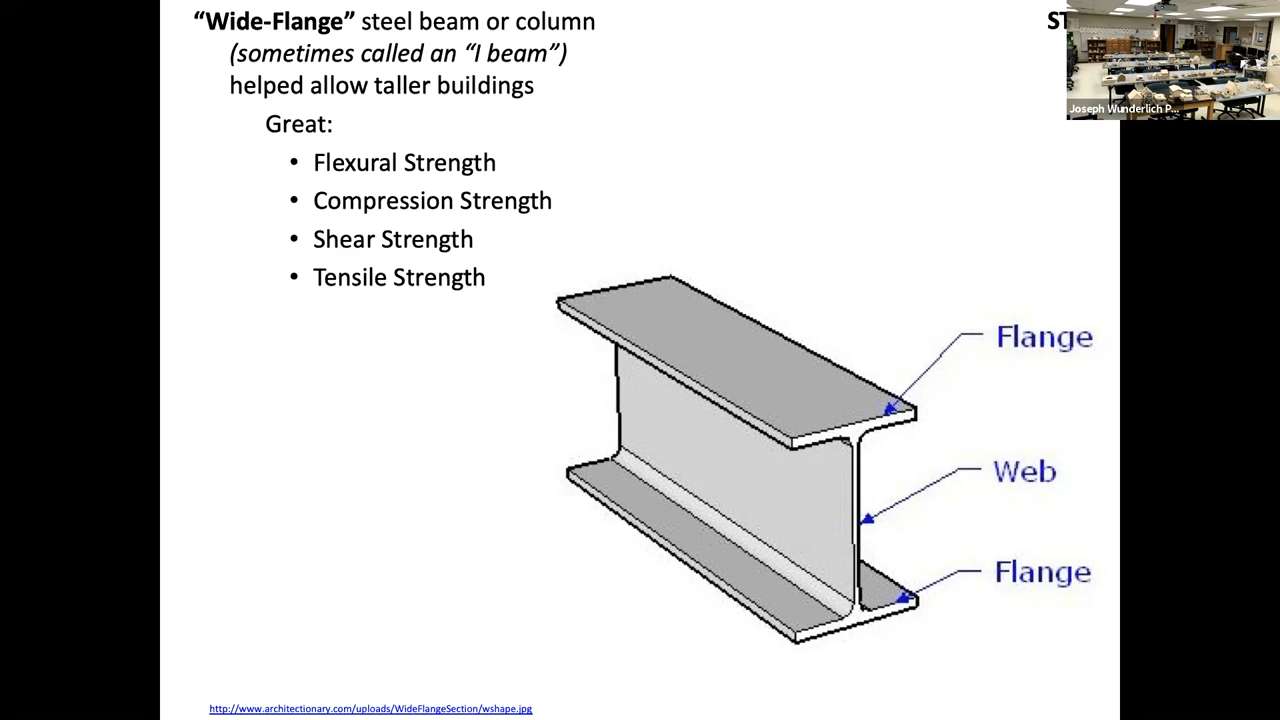 “Wide-Flange” steel beam or column
(sometimes called an “I beam”)
helped allow taller buildings
Great:
• Flexural Strength
• Compression Strength
• Shear Strength
• Tensile Strength
ST
Joseph Wunderlich P...
Flange
Web
Flange
http://www.architectionary.com/uploads/WideFlangeSection/wshape.jpg